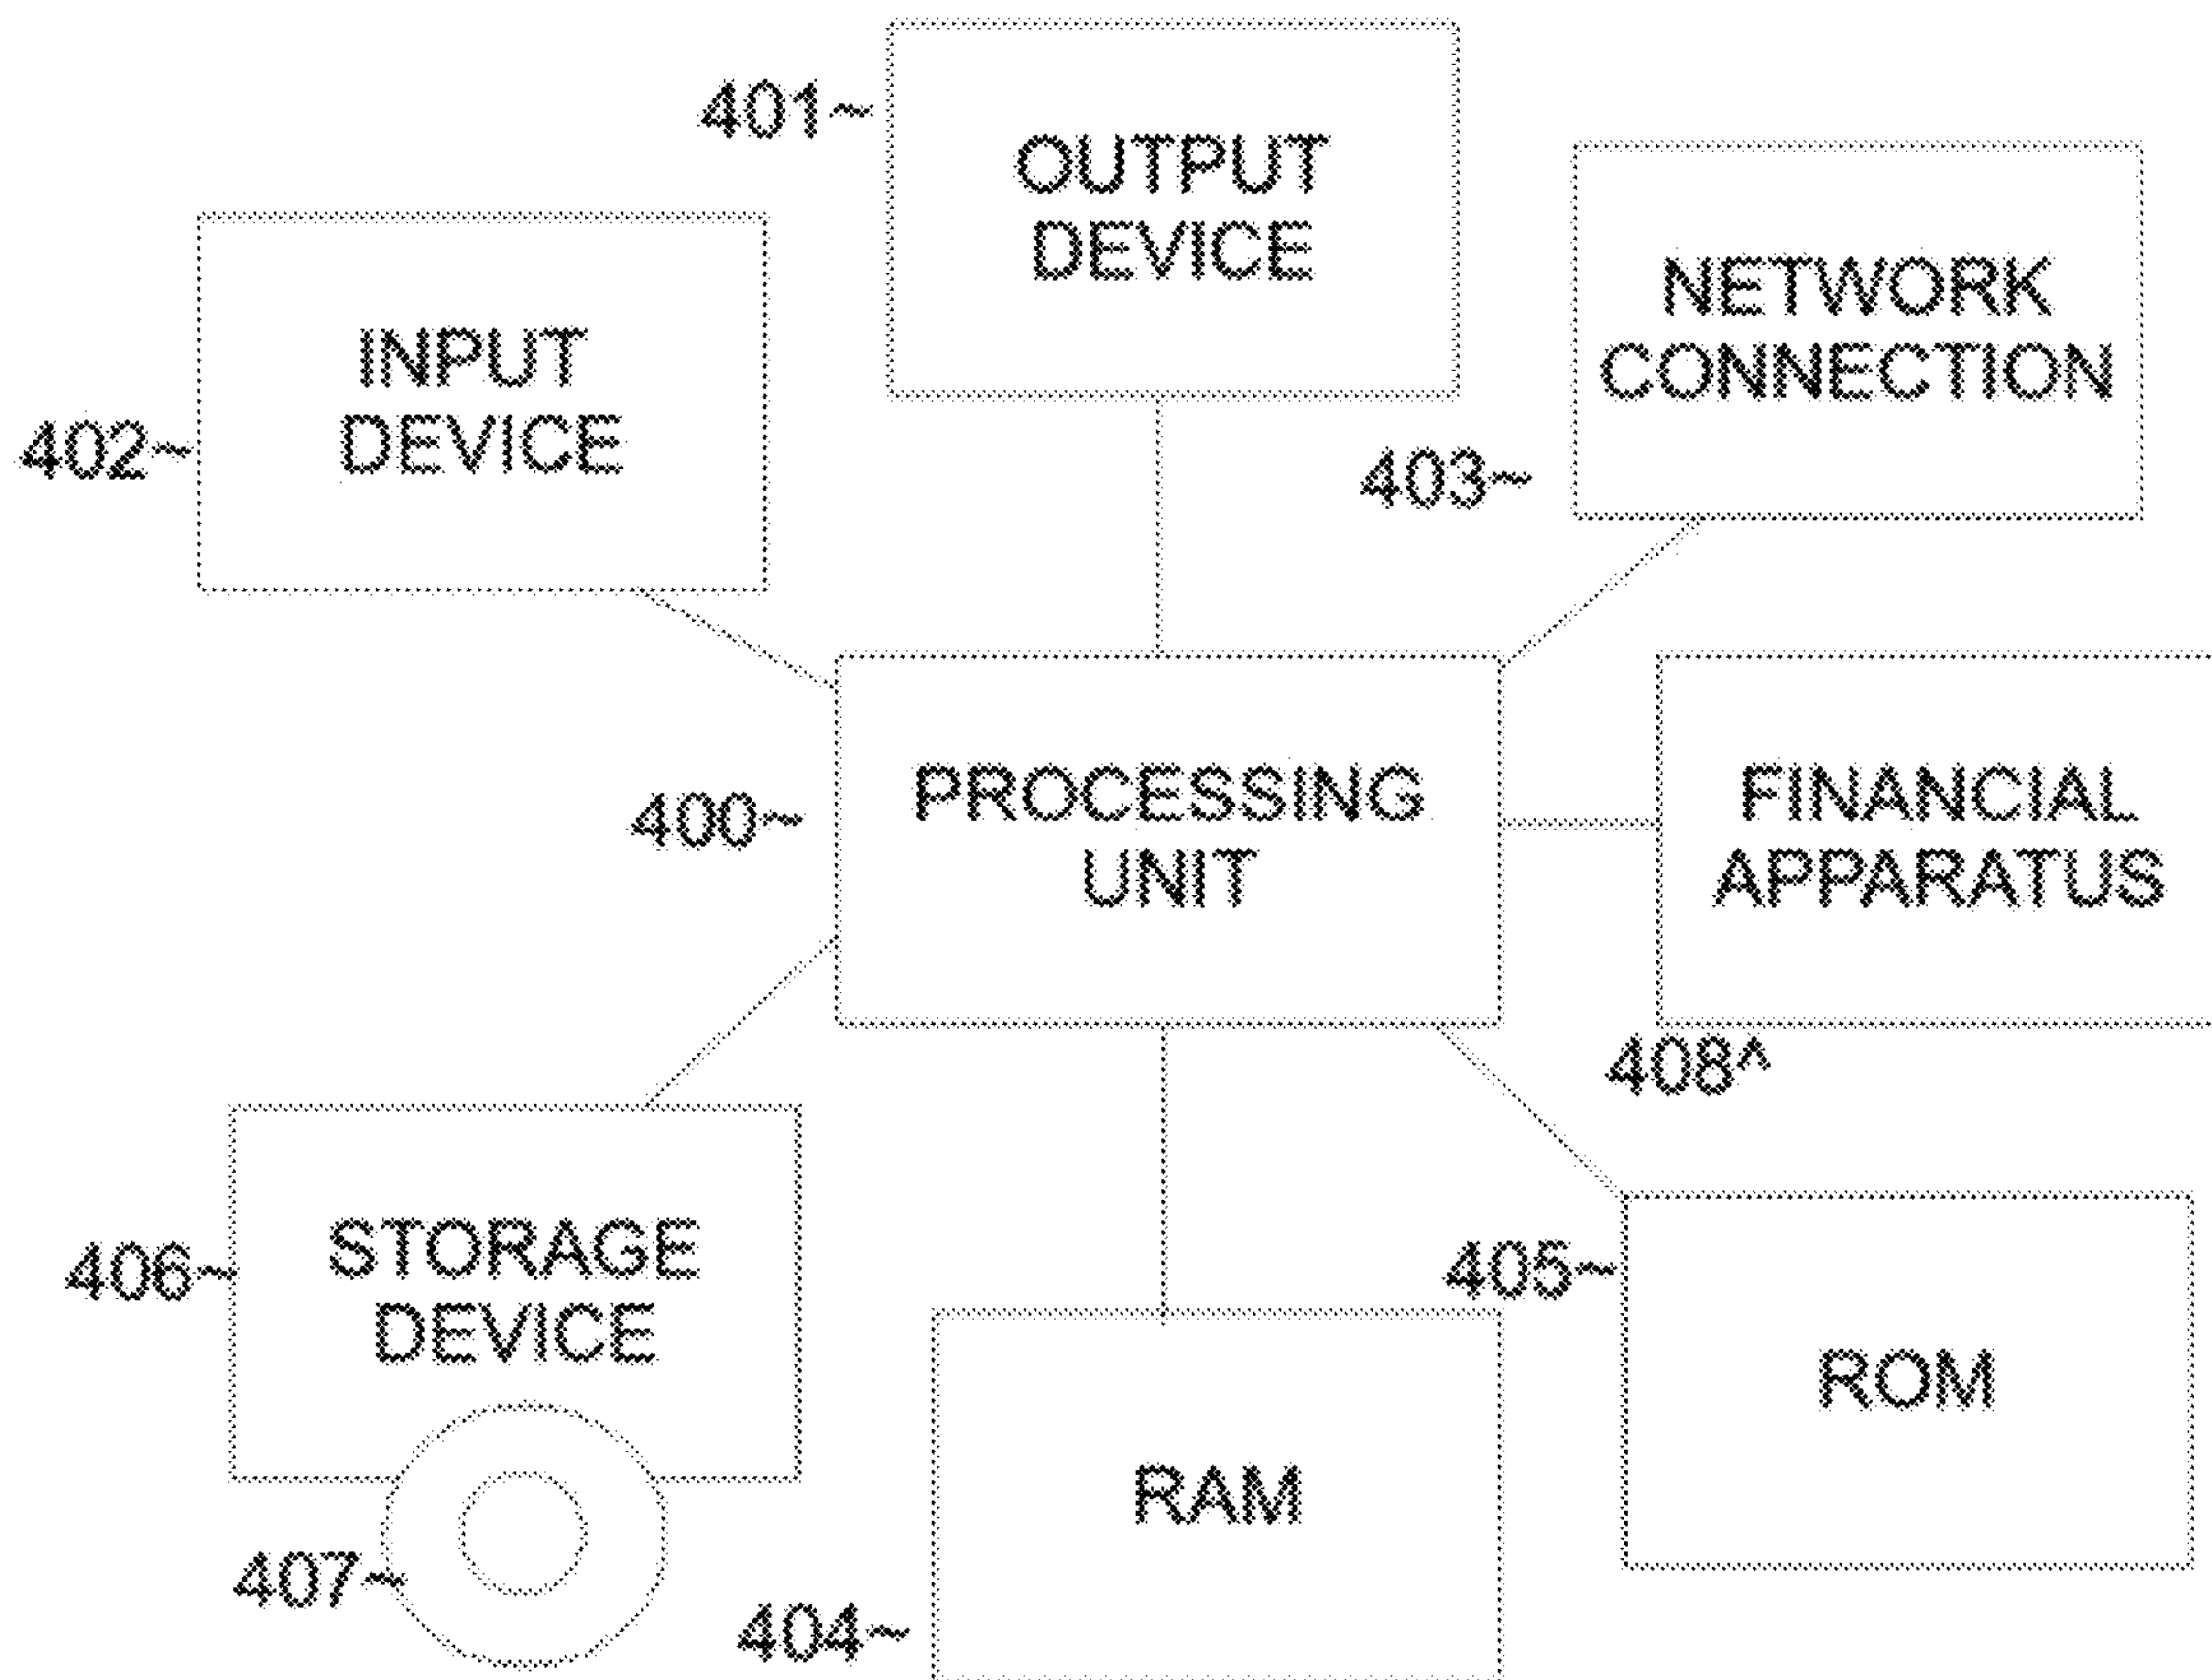 401~
OUTPUT
DEVICE
NETWORK
CONNECTION
403~
INPUT
DEVICE
402~
PROCESSING
UNIT
400~
FINANCIAL
APPARATUS
408^
STORAGE
DEVICE
406~
407~
RAM
404~
405~
ROM